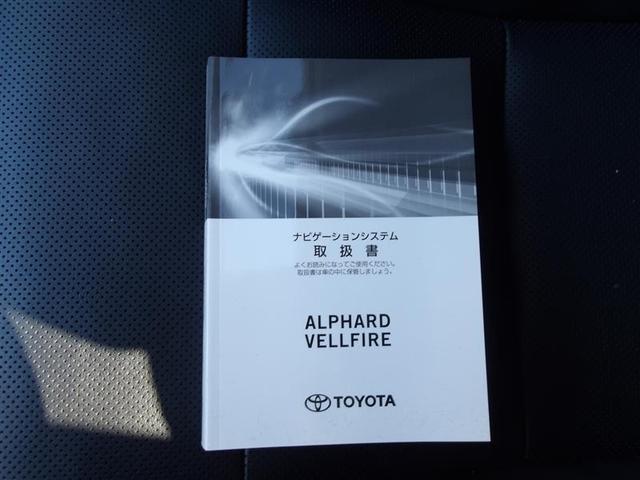 ナビゲーションシステム
取扱書
よくお読みになってご使用ください。
取扱書は車の中に保管しましょう。
ALPHARD
VELLFIRE
TOYOTA